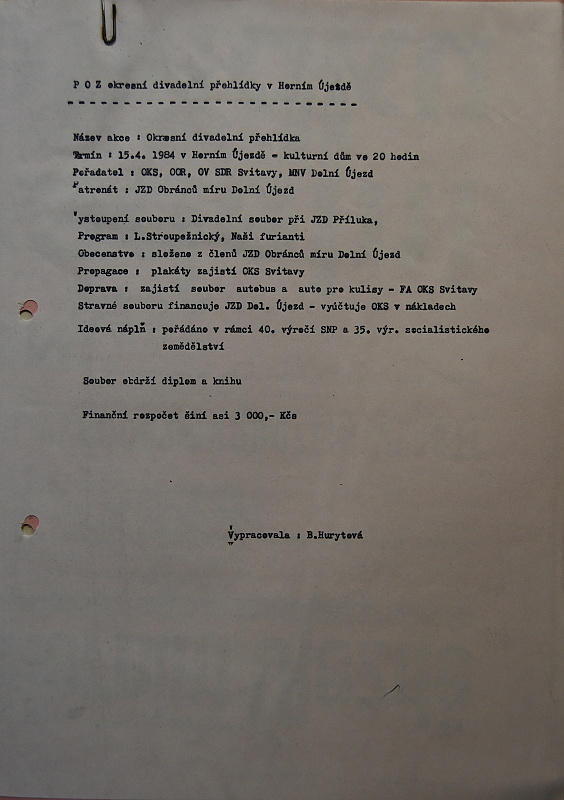 P O Z okresní divadelní přehlídky v Horním Újezdě
- - - - - - - - - - - - - - - - - - - - - - - - - - - -
Název akce : Okresní divadelní přehlídka
Termín : 15.4. 1984 v Horním Újezdě - kulturní dům ve 20 hodin
Pořadatel : OKS, OOR, OV SDR Svitavy, MNV Dolní Újezd
Patronát : JZD Obránců míru Dolní Újezd
Vystoupení souboru : Divadelní soubor při JZD Příluka,
Program : L.Stroupežnický, Naši furianti
Obecenstvo : složeno z členů JZD Obránců míru Dolní Újezd
Propagace : plakáty zajistí OKS Svitavy
Doprava : zajistí soubor autobus a auto pro kulisy - FA OKS Svitavy
Stravné souboru financuje JZD Dol. Újezd - vyúčtuje OKS v nákladech
Ideová náplň : pořádáno v rámci 40. výročí SNP a 35. výr. socialistického
zemědělství
Soubor obdrží diplom a knihu
Finanční rozpočet činí asi 3 000,- Kčs
Vypracovala : B.Hurytová